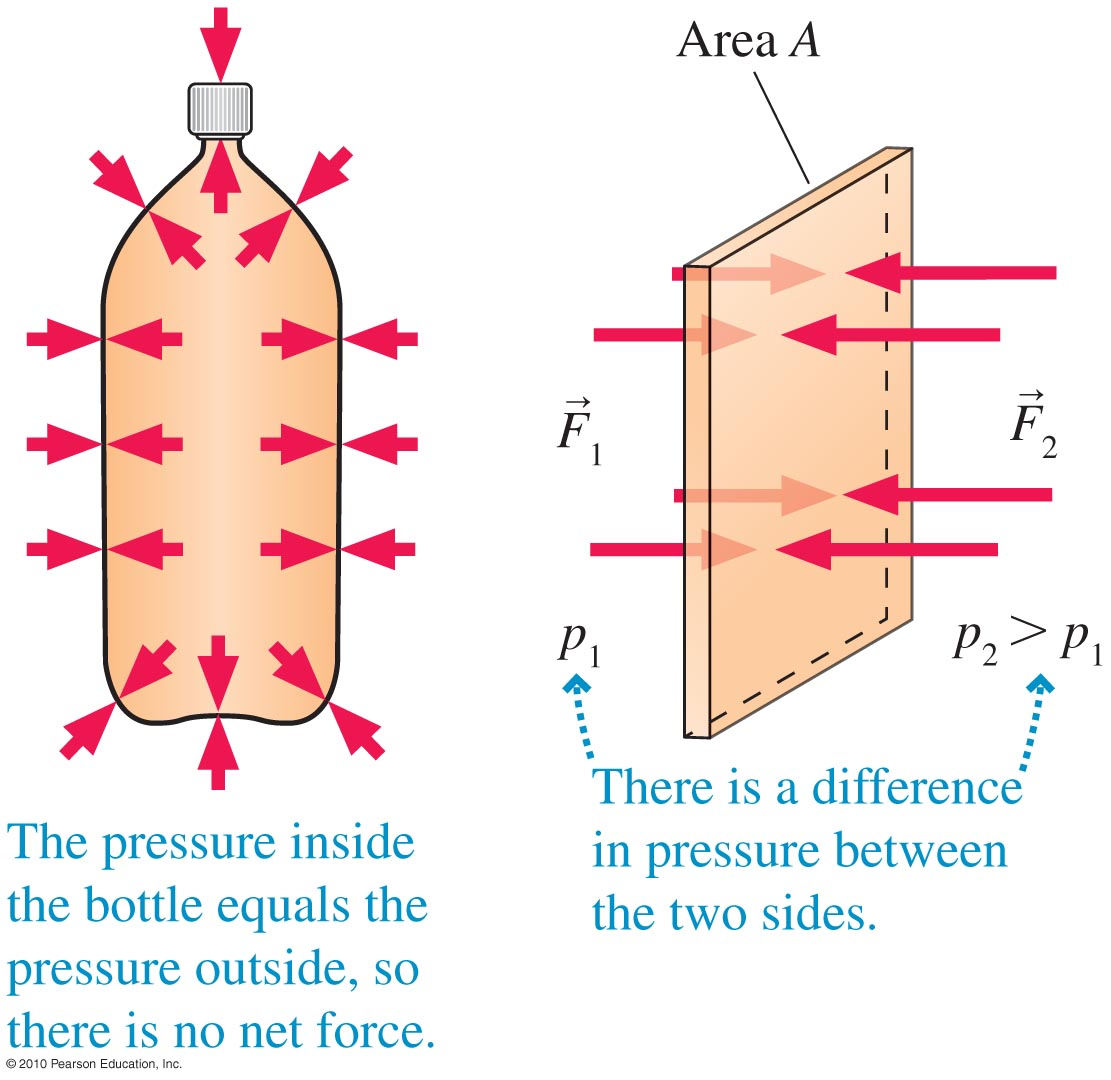 Area A
F⃗₁
F⃗₂
p₁
p₂ > p₁
The pressure inside
the bottle equals the
pressure outside, so
there is no net force.
There is a difference
in pressure between
the two sides.
© 2010 Pearson Education, Inc.